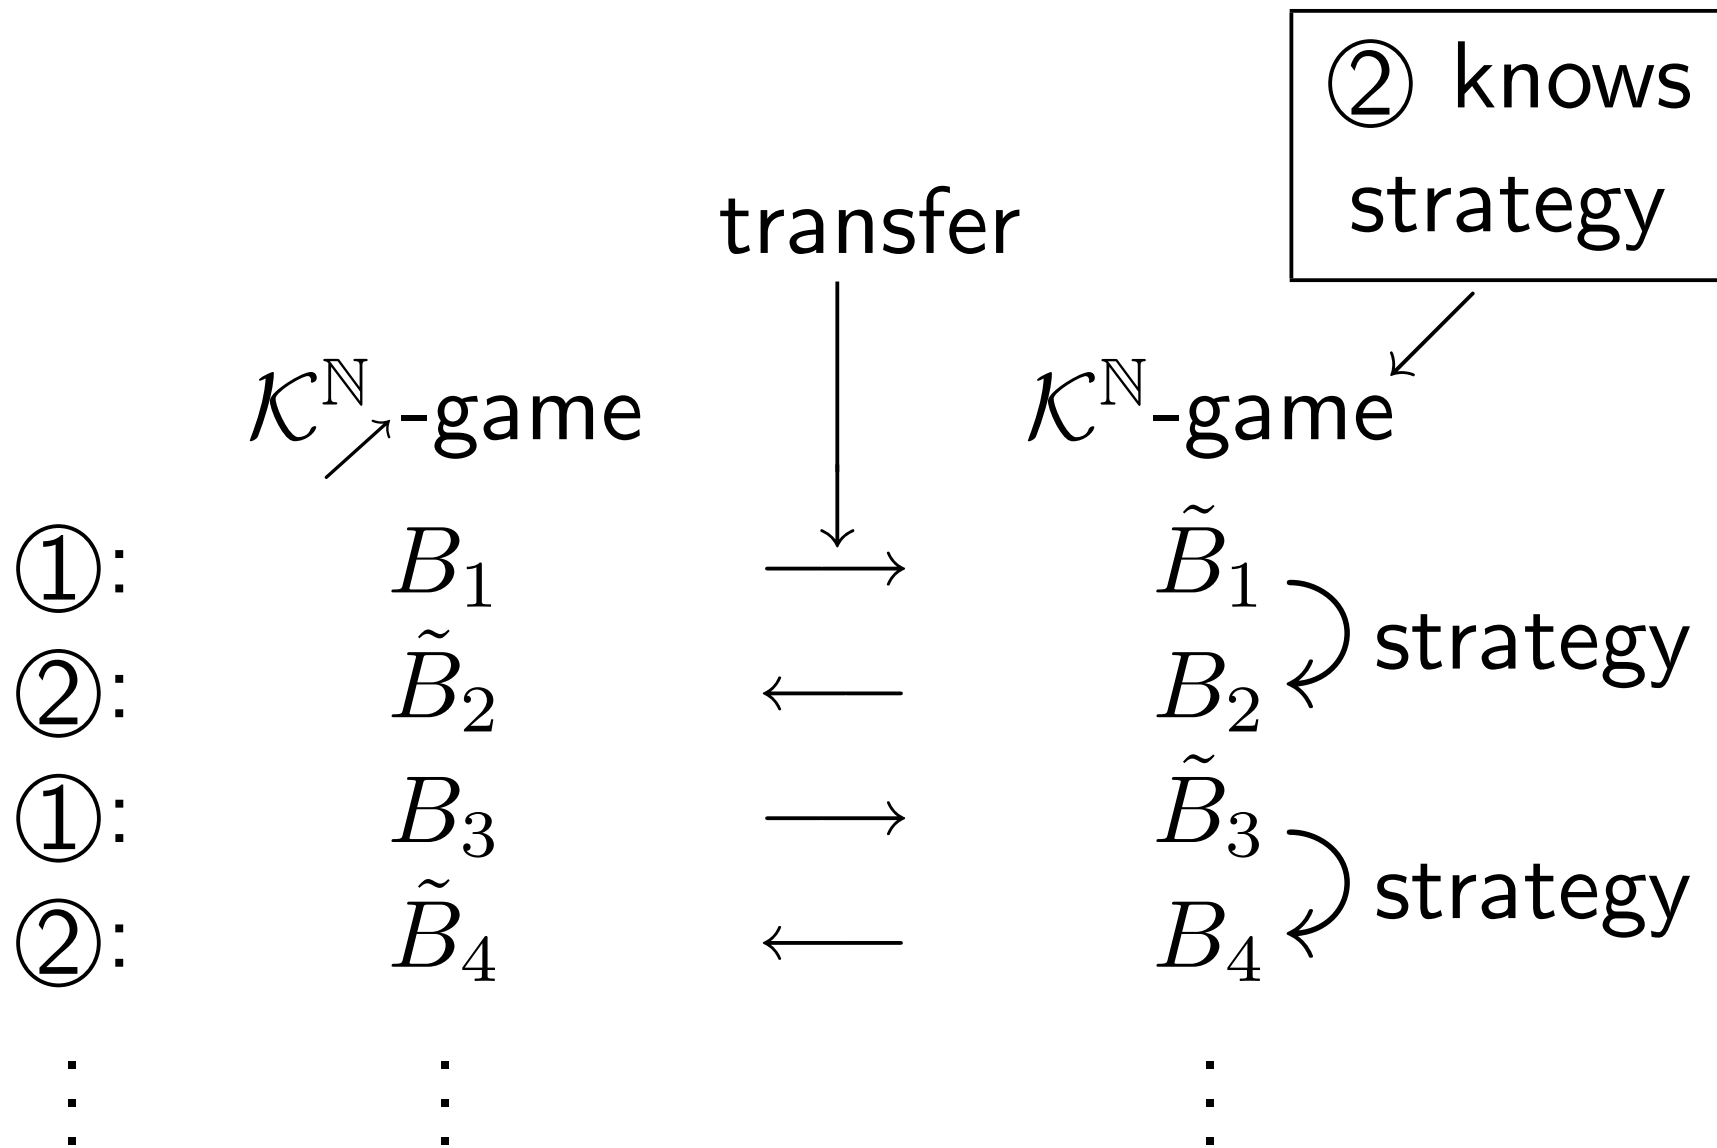 ② knows
strategy
transfer
𝒦^ℕ↗-game 𝒦^ℕ-game
①: B₁ → B̃₁
strategy
②: B̃₂ ← B₂
①: B₃ → B̃₃
strategy
②: B̃₄ ← B₄
⋮ ⋮ ⋮